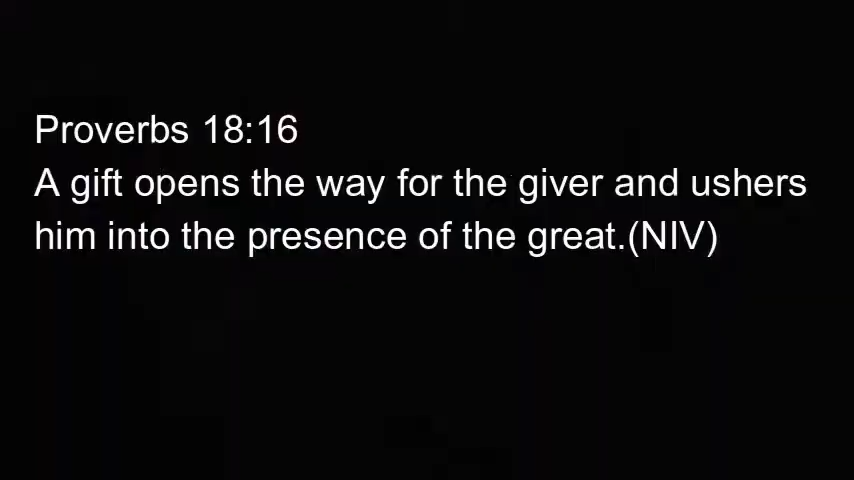 Proverbs 18:16
A gift opens the way for the giver and ushers
him into the presence of the great.(NIV)